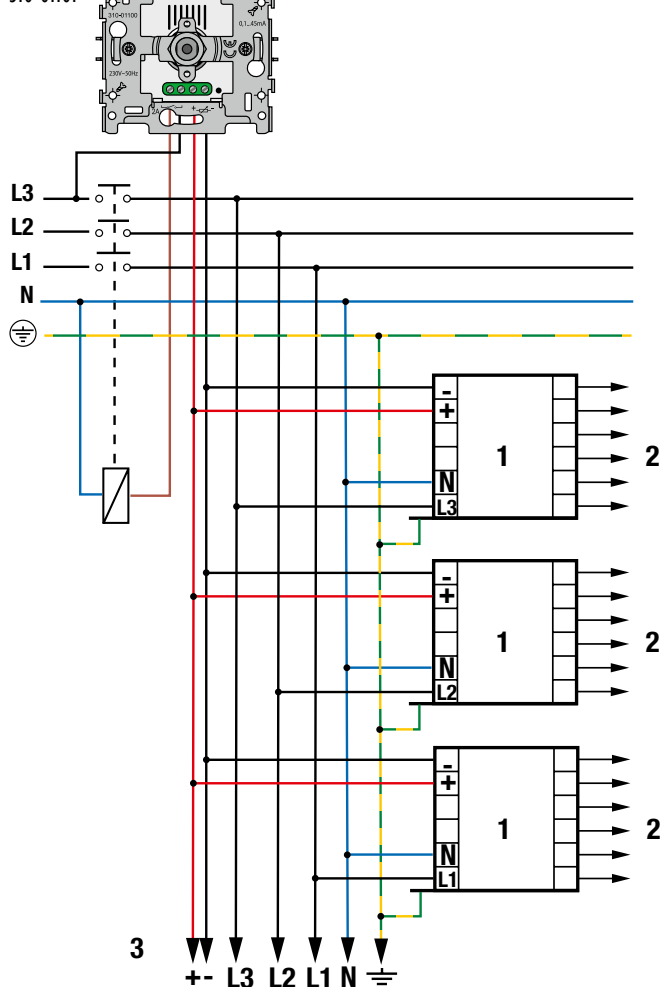 310-01100
0,1...45mA
230V~50Hz
2A + -
L3
L2
L1
N
-
+
1
2
N
L3
-
+
1
2
N
L2
-
+
1
2
N
L1
3
+- L3 L2 L1 N